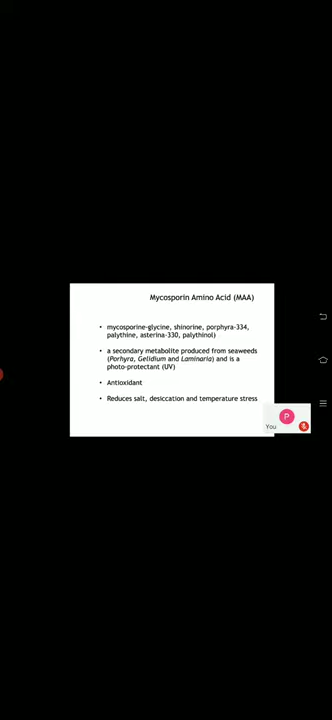 Mycosporin Amino Acid (MAA)
• mycosporine-glycine, shinorine, porphyra-334,
palythine, asterina-330, palythinol)
• a secondary metabolite produced from seaweeds
(Porhyra, Gelidium and Laminaria) and is a
photo-protectant (UV)
• Antioxidant
• Reduces salt, desiccation and temperature stress
P
You